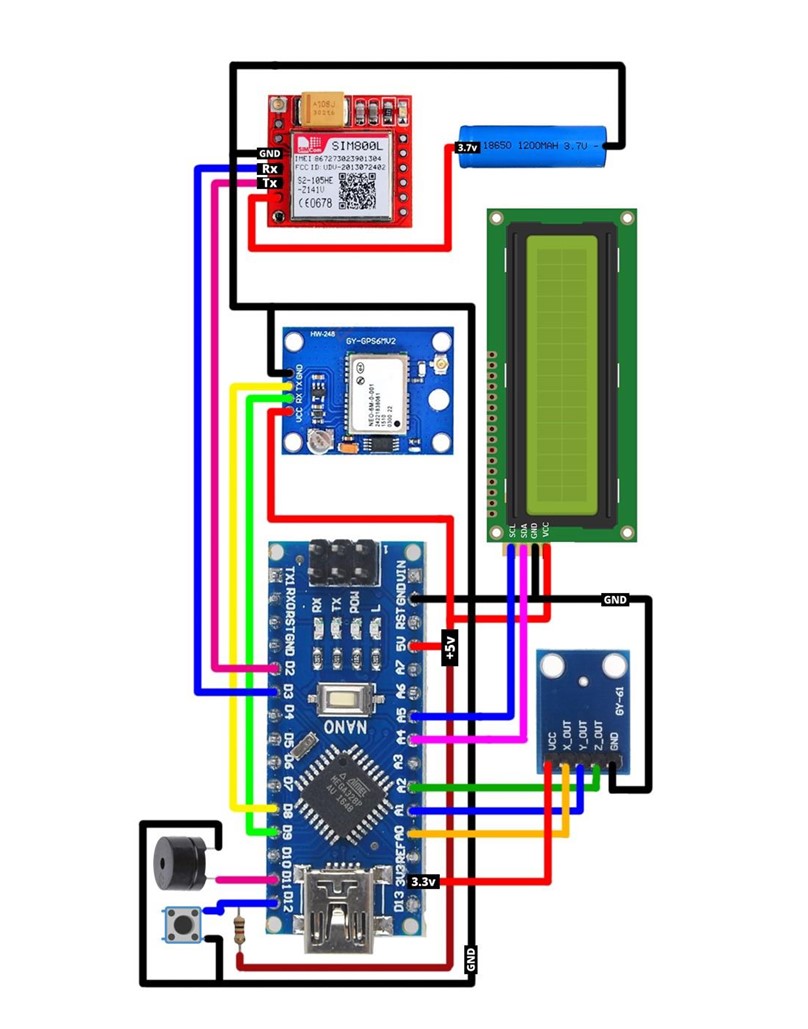 A106J
GND
Rx
Tx
SIM800L
IMEI:867273023901304
FCC ID:UDV-2013072402
S2-105HE
-Z141U
CE0678
3.7v
18650 1200MAH 3.7V -
HW-248
GY-GPS6MV2
VCC RX TX GND
NEO-6M-0-001
SCL
SDA
GND
VCC
1
TX1
RX0
RST
GND
D2
D3
D4
D5
D6
D7
D8
D9
D10
D11
D12
RX
TX
POW
L
NANO
ATMEL
MEGA328P
AU 1648
VIN
GND
RST
5V
A7
A6
A5
A4
A3
A2
A1
A0
REF
3V3
D13
+5v
3.3v
GND
GY-61
VCC
X_OUT
Y_OUT
Z_OUT
GND
GND